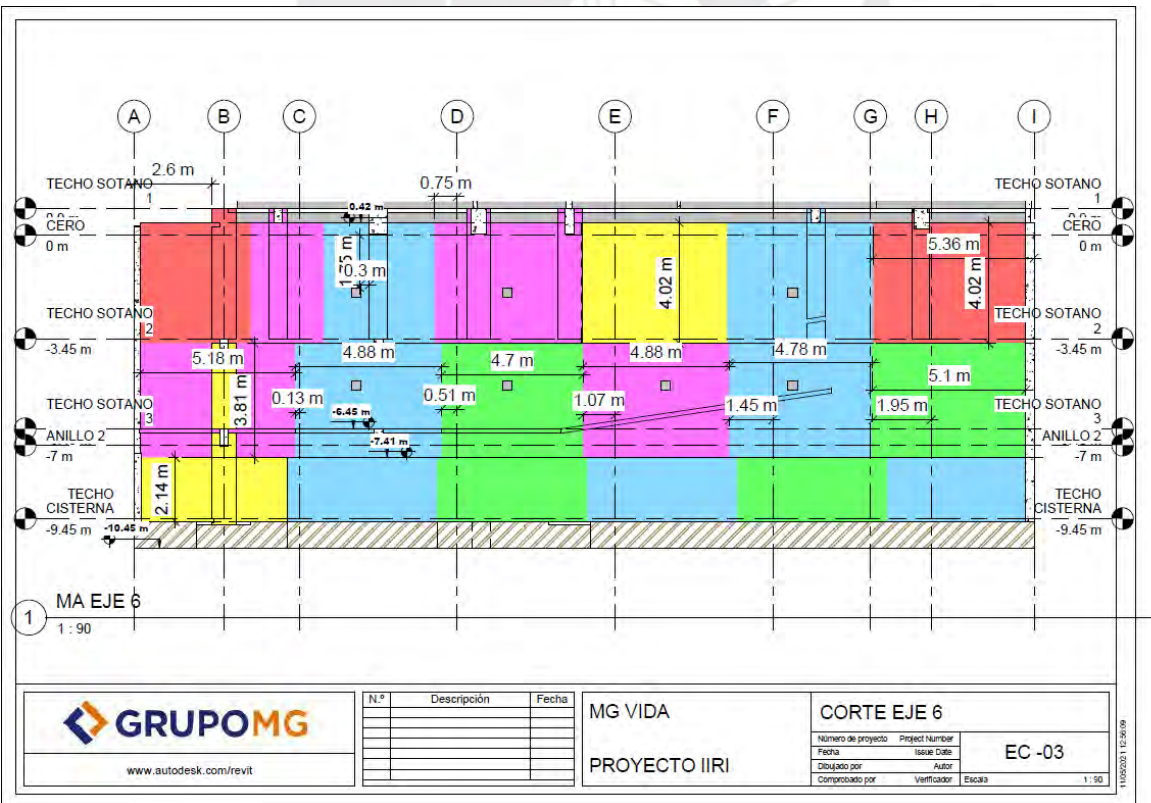 A B C D E F G H I
2.6 m
0.75 m
TECHO SOTANO
1
0.42 m
TECHO SOTANO
1
CERO
0 m
CERO
0 m
5.36 m
0.3 m
4.02 m
4.02 m
TECHO SOTANO
2
-3.45 m
TECHO SOTANO
2
-3.45 m
5.18 m
4.88 m
4.7 m
4.88 m
4.78 m
5.1 m
3.81 m
0.13 m
0.51 m
1.07 m
1.45 m
1.95 m
TECHO SOTANO
3
-6.45 m
TECHO SOTANO
3
ANILLO 2
-7 m
-7.41 m
ANILLO 2
-7 m
2.14 m
TECHO
CISTERNA
-9.45 m
-10.45 m
TECHO
CISTERNA
-9.45 m
1
MA EJE 6
1 : 90
GRUPOMG
www.autodesk.com/revit
N.º Descripción Fecha
MG VIDA
PROYECTO IIRI
CORTE EJE 6
Número de proyecto Project Number
Fecha Issue Date
Dibujado por Autor
Comprobado por Verificador
EC -03
Escala 1 : 90
11/05/2021 12:56:09